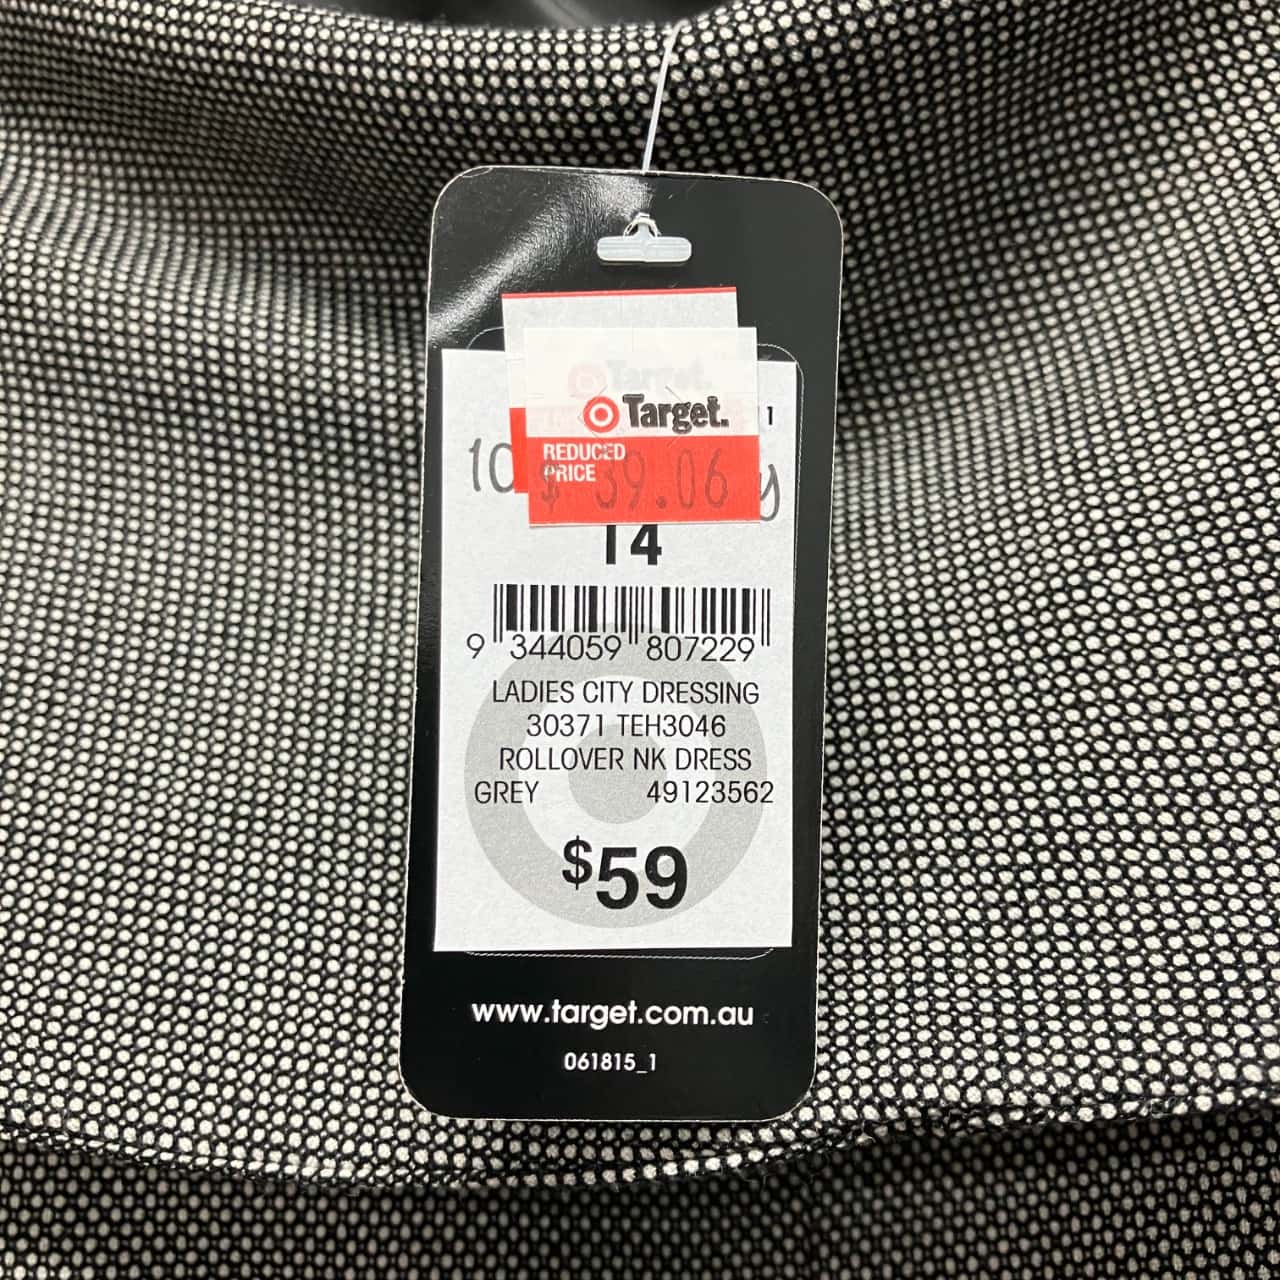 Target.
REDUCED
PRICE
$ 39.06
10
14
9 344059 807229
LADIES CITY DRESSING
30371 TEH3046
ROLLOVER NK DRESS
GREY 49123562
$59
www.target.com.au
061815_1